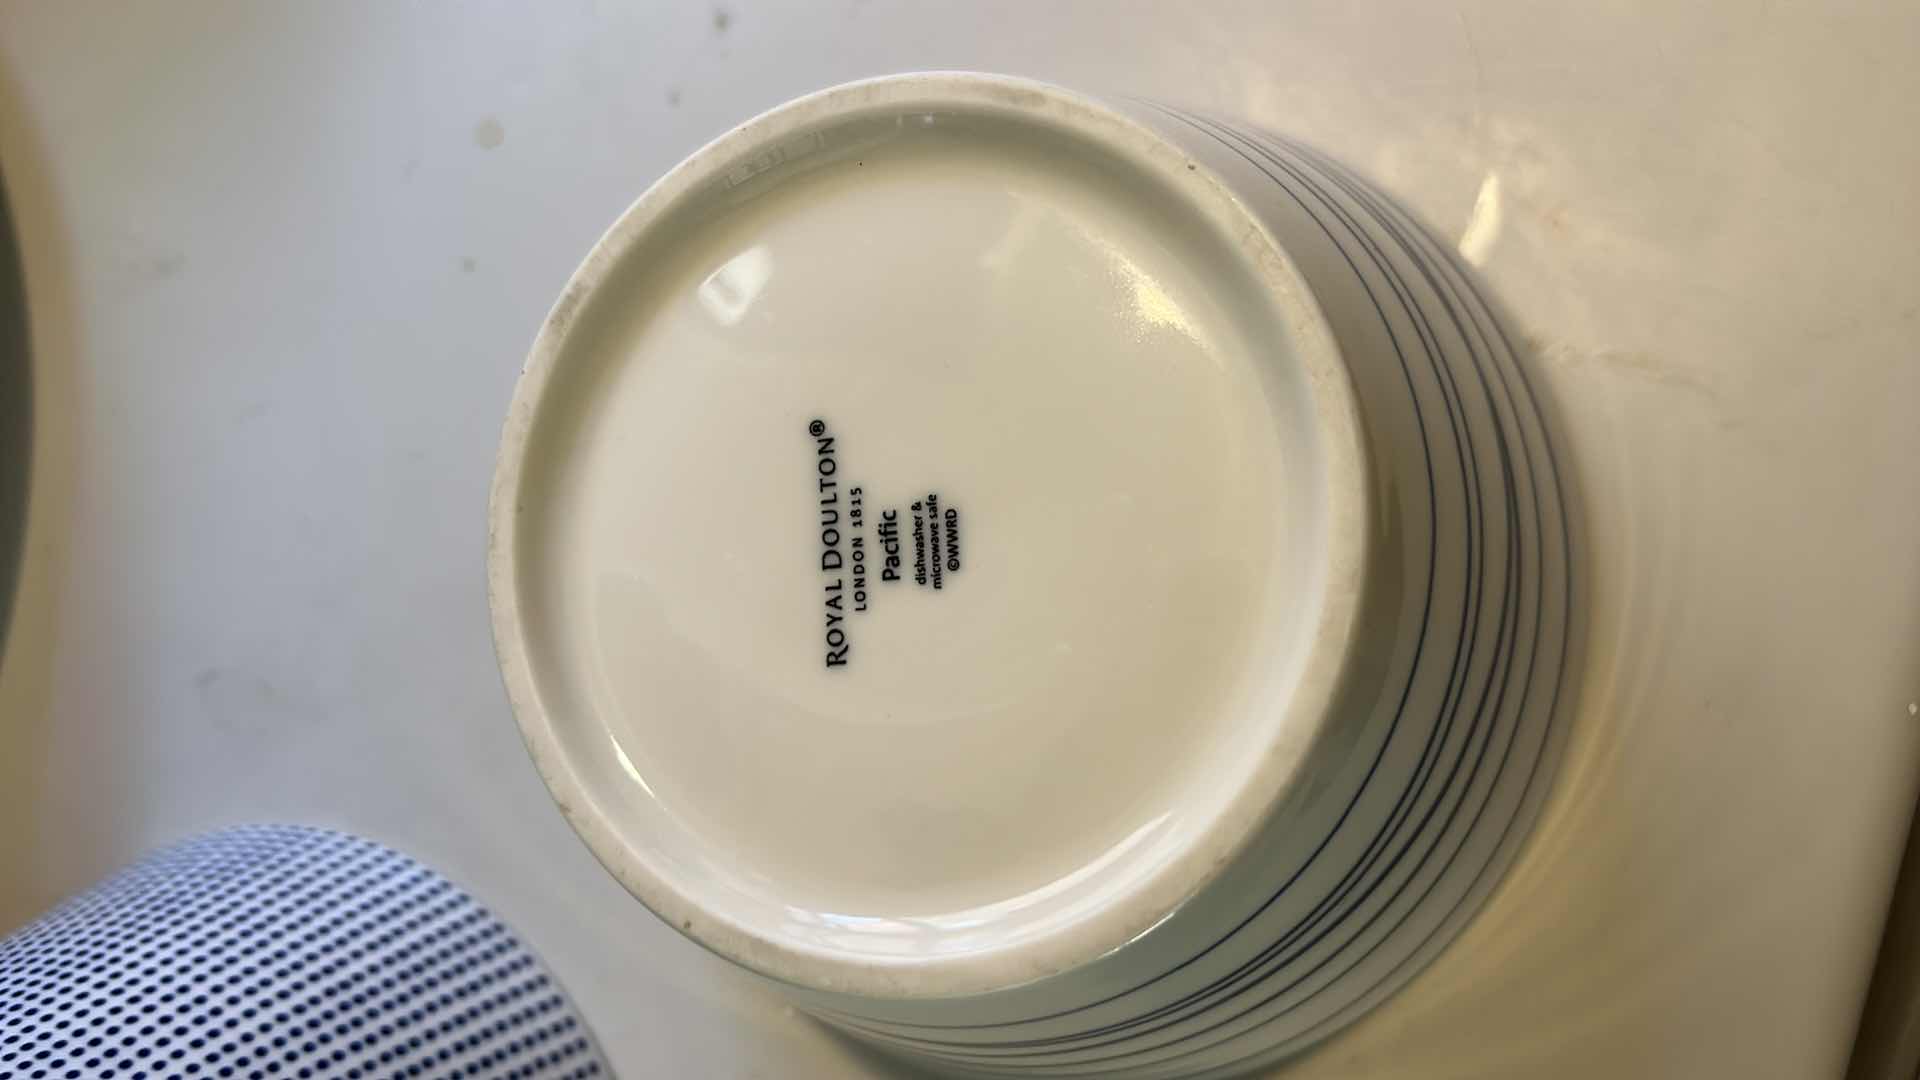 ROYAL DOULTON®
LONDON 1815
Pacific
dishwasher &
microwave safe
©WWRD